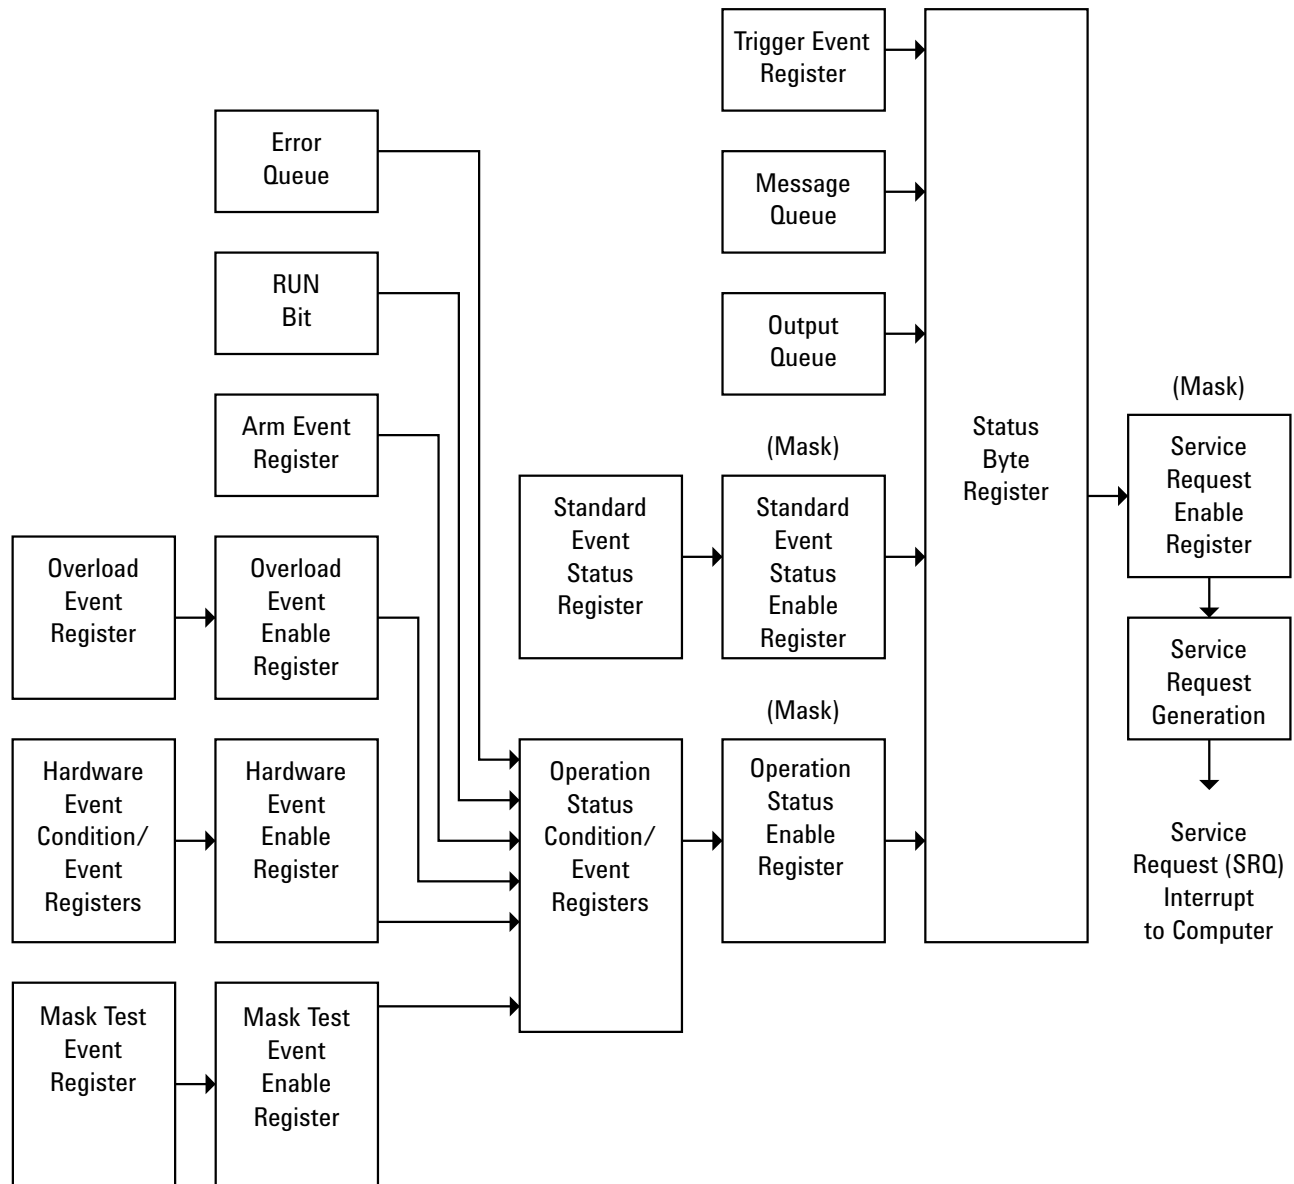 Trigger Event
Register
Error
Queue
Message
Queue
RUN
Bit
Output
Queue
Arm Event
Register
(Mask)
Status
Byte
Register
(Mask)
Service
Request
Enable
Register
Standard
Event
Status
Register
Standard
Event
Status
Enable
Register
Overload
Event
Register
Overload
Event
Enable
Register
Service
Request
Generation
(Mask)
Hardware
Event
Condition/
Event
Registers
Hardware
Event
Enable
Register
Operation
Status
Condition/
Event
Registers
Operation
Status
Enable
Register
Service
Request (SRQ)
Interrupt
to Computer
Mask Test
Event
Register
Mask Test
Event
Enable
Register